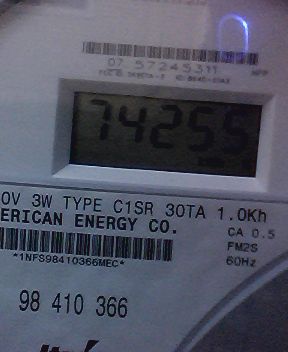 07 57245311
74255
0V 3W TYPE C1SR 30TA 1.0Kh
ERICAN ENERGY CO.
CA 0.5
FM2S
60Hz
*1NFS98410366MEC*
98 410 366